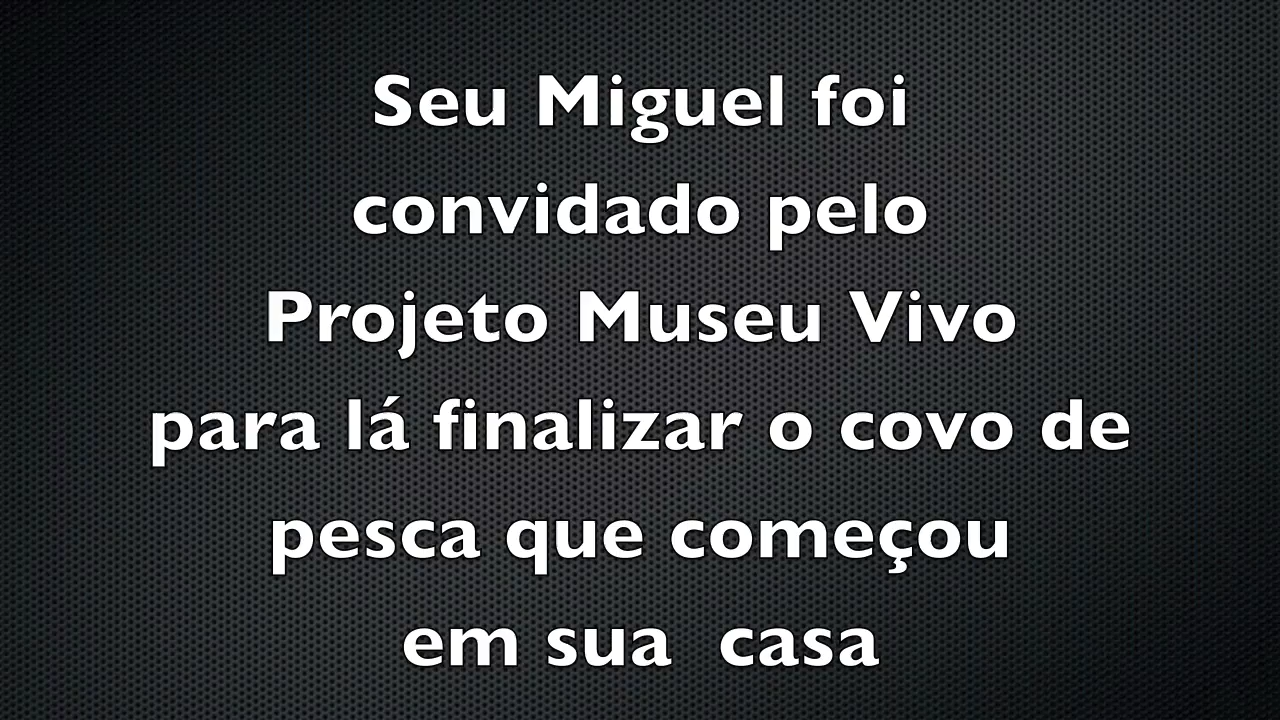 Seu Miguel foi
convidado pelo
Projeto Museu Vivo
para lá finalizar o covo de
pesca que começou
em sua  casa